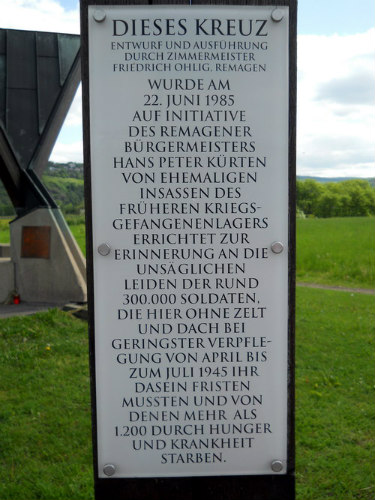 DIESES KREUZ
ENTWURF UND AUSFÜHRUNG
DURCH ZIMMERMEISTER
FRIEDRICH OHLIG, REMAGEN
WURDE AM
22. JUNI 1985
AUF INITIATIVE
DES REMAGENER
BÜRGERMEISTERS
HANS PETER KÜRTEN
VON EHEMALIGEN
INSASSEN DES
FRÜHEREN KRIEGS-
GEFANGENENLAGERS
ERRICHTET ZUR
ERINNERUNG AN DIE
UNSÄGLICHEN
LEIDEN DER RUND
300.000 SOLDATEN,
DIE HIER OHNE ZELT
UND DACH BEI
GERINGSTER VERPFLE-
GUNG VON APRIL BIS
ZUM JULI 1945 IHR
DASEIN FRISTEN
MUSSTEN UND VON
DENEN MEHR ALS
1.200 DURCH HUNGER
UND KRANKHEIT
STARBEN.